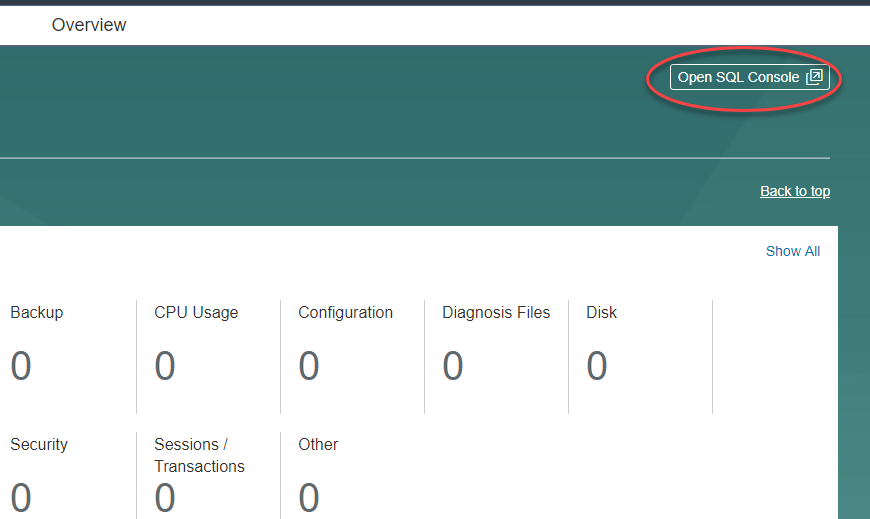 Overview
Open SQL Console
Back to top
Show All
Backup
CPU Usage
Configuration
Diagnosis Files
Disk
0
0
0
0
0
Security
Sessions /
Transactions
Other
0
0
0